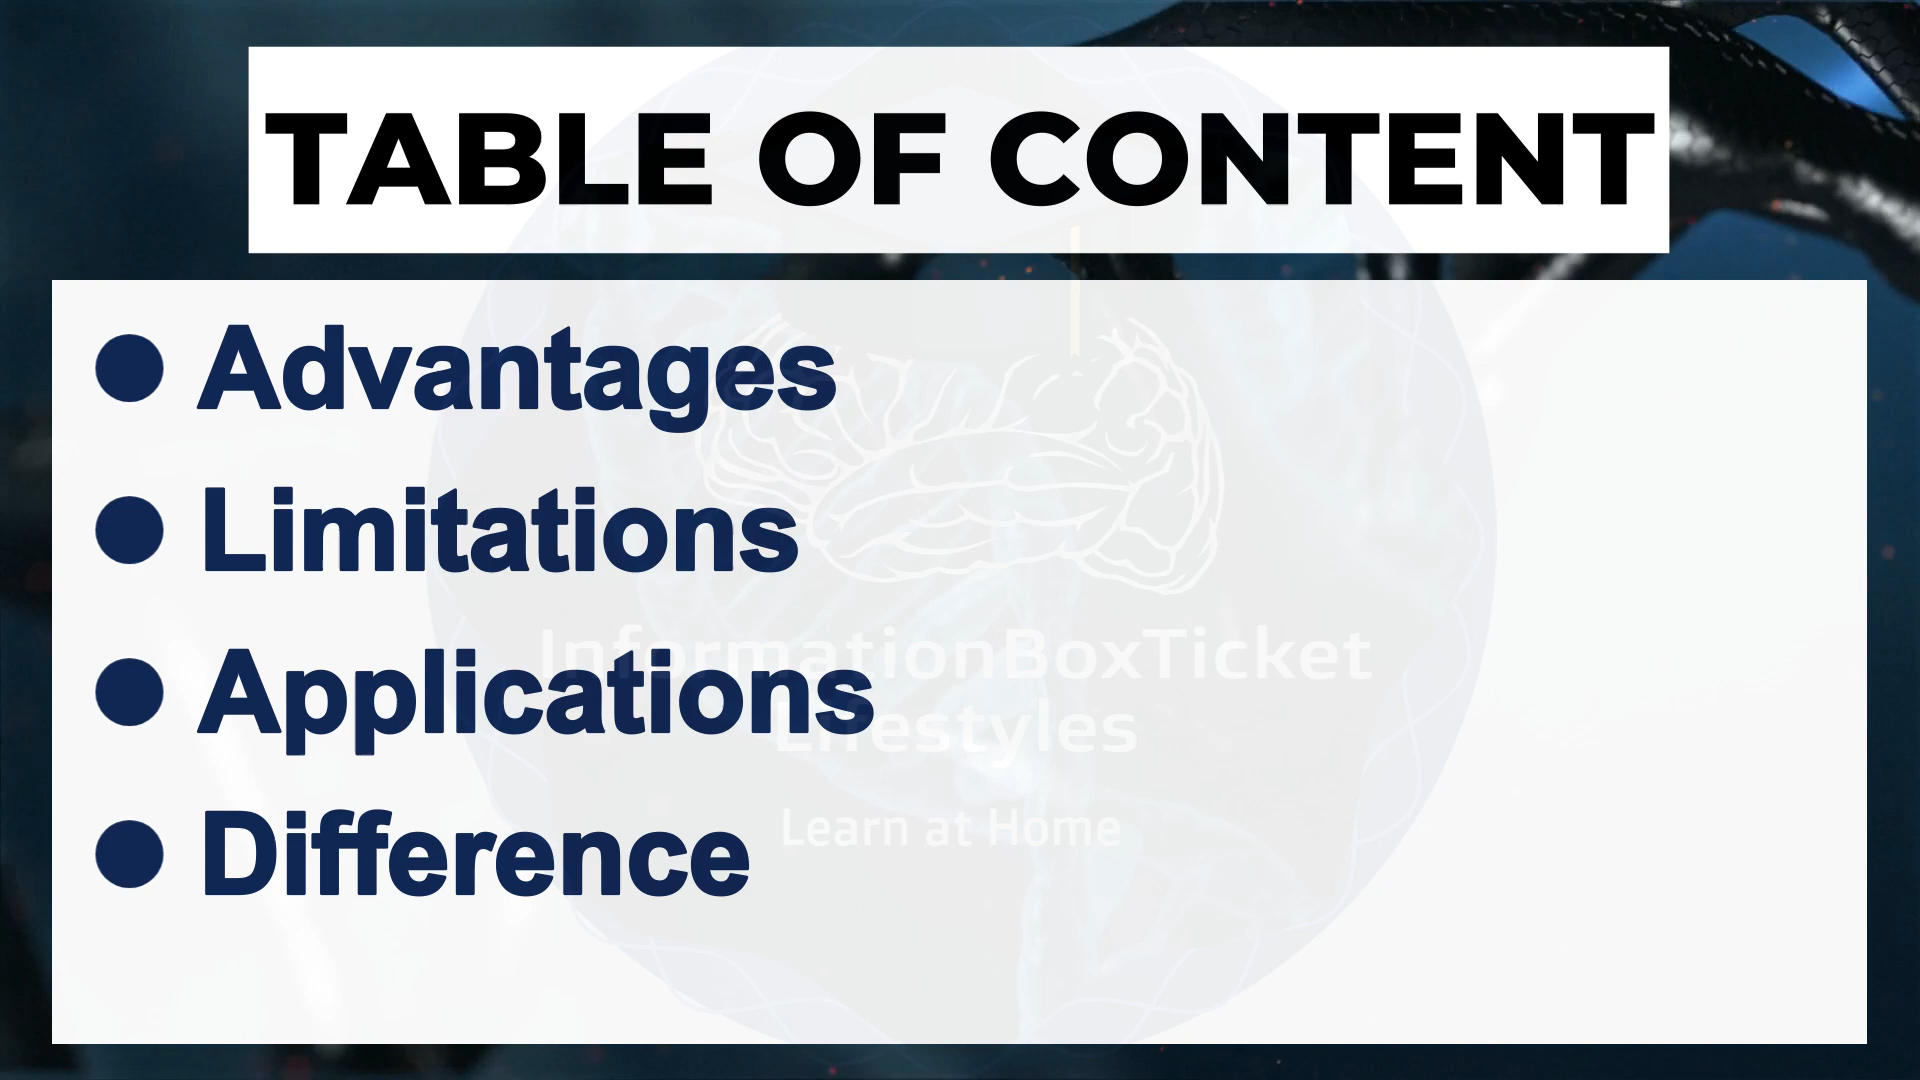 TABLE OF CONTENT
Advantages
Limitations
Applications
Difference
InformationBoxTicket
Lifestyles
Learn at Home